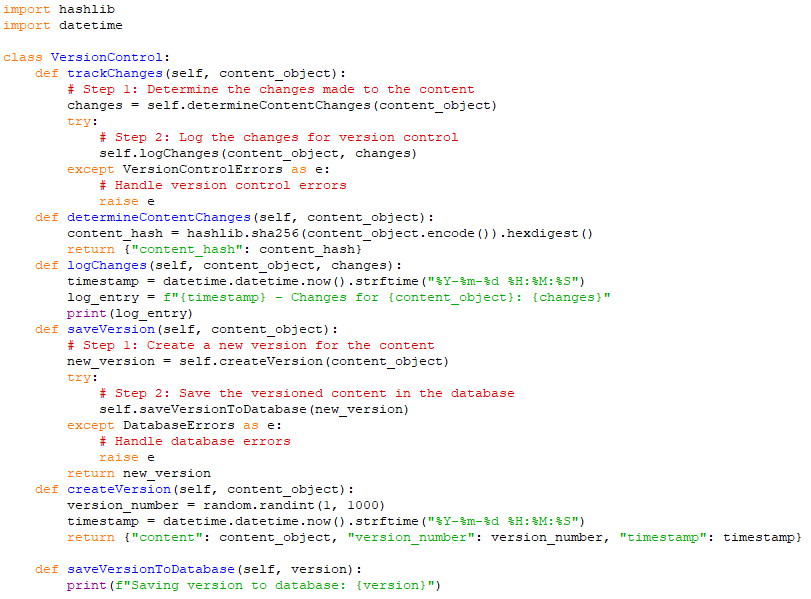 import hashlib
import datetime

class VersionControl:
    def trackChanges(self, content_object):
        # Step 1: Determine the changes made to the content
        changes = self.determineContentChanges(content_object)
        try:
            # Step 2: Log the changes for version control
            self.logChanges(content_object, changes)
        except VersionControlErrors as e:
            # Handle version control errors
            raise e
    def determineContentChanges(self, content_object):
        content_hash = hashlib.sha256(content_object.encode()).hexdigest()
        return {"content_hash": content_hash}
    def logChanges(self, content_object, changes):
        timestamp = datetime.datetime.now().strftime("%Y-%m-%d %H:%M:%S")
        log_entry = f"{timestamp} - Changes for {content_object}: {changes}"
        print(log_entry)
    def saveVersion(self, content_object):
        # Step 1: Create a new version for the content
        new_version = self.createVersion(content_object)
        try:
            # Step 2: Save the versioned content in the database
            self.saveVersionToDatabase(new_version)
        except DatabaseErrors as e:
            # Handle database errors
            raise e
        return new_version
    def createVersion(self, content_object):
        version_number = random.randint(1, 1000)
        timestamp = datetime.datetime.now().strftime("%Y-%m-%d %H:%M:%S")
        return {"content": content_object, "version_number": version_number, "timestamp": timestamp}

    def saveVersionToDatabase(self, version):
        print(f"Saving version to database: {version}")